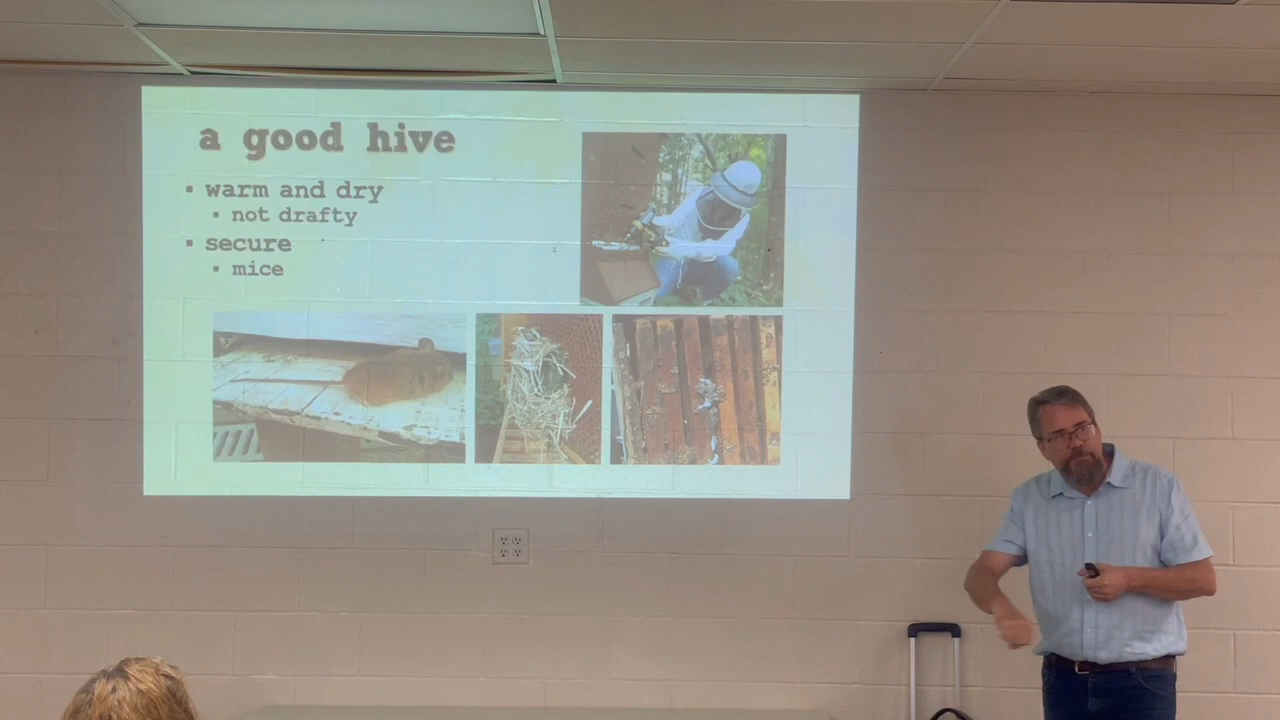 a good hive
▪ warm and dry
▪ not drafty
▪ secure
▪ mice